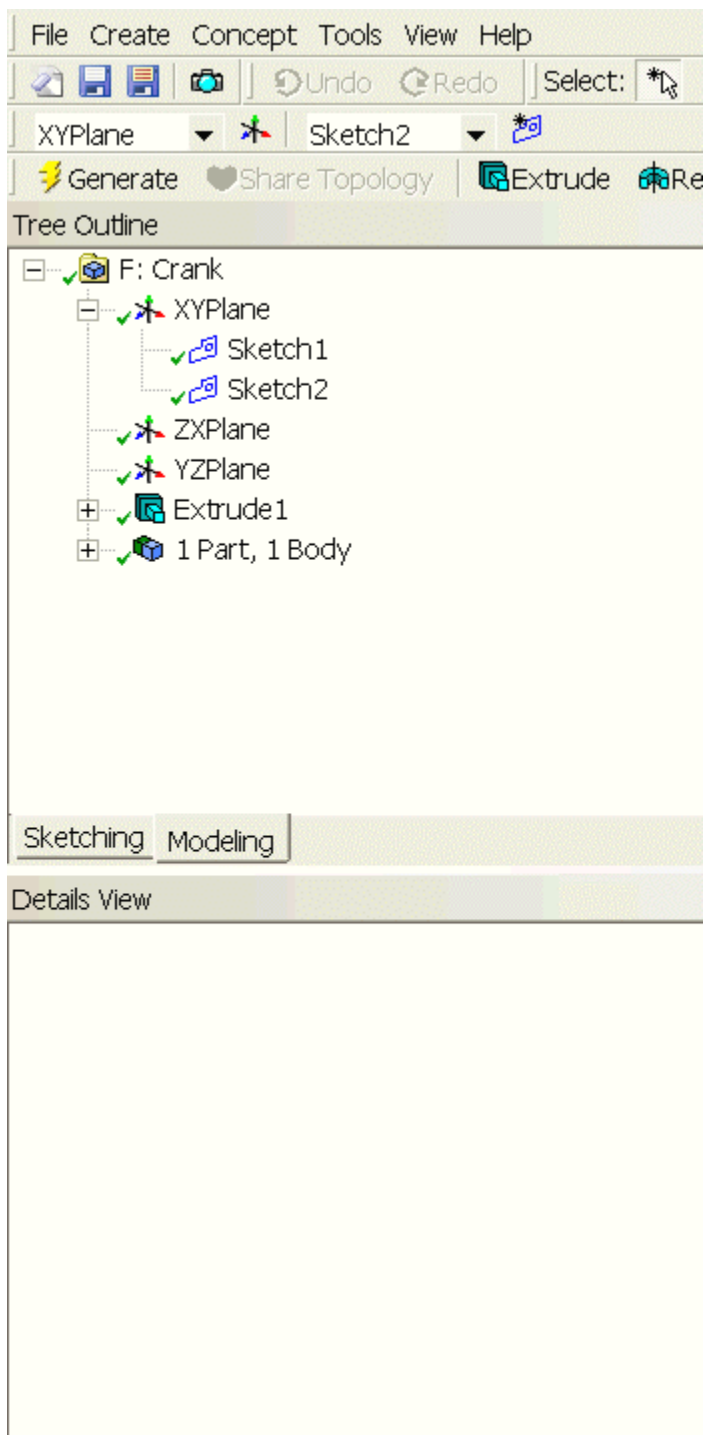 File Create Concept Tools View Help
Undo Redo Select:
XYPlane Sketch2
Generate Share Topology Extrude Re
Tree Outline
F: Crank
XYPlane
Sketch1
Sketch2
ZXPlane
YZPlane
Extrude1
1 Part, 1 Body
Sketching Modeling
Details View